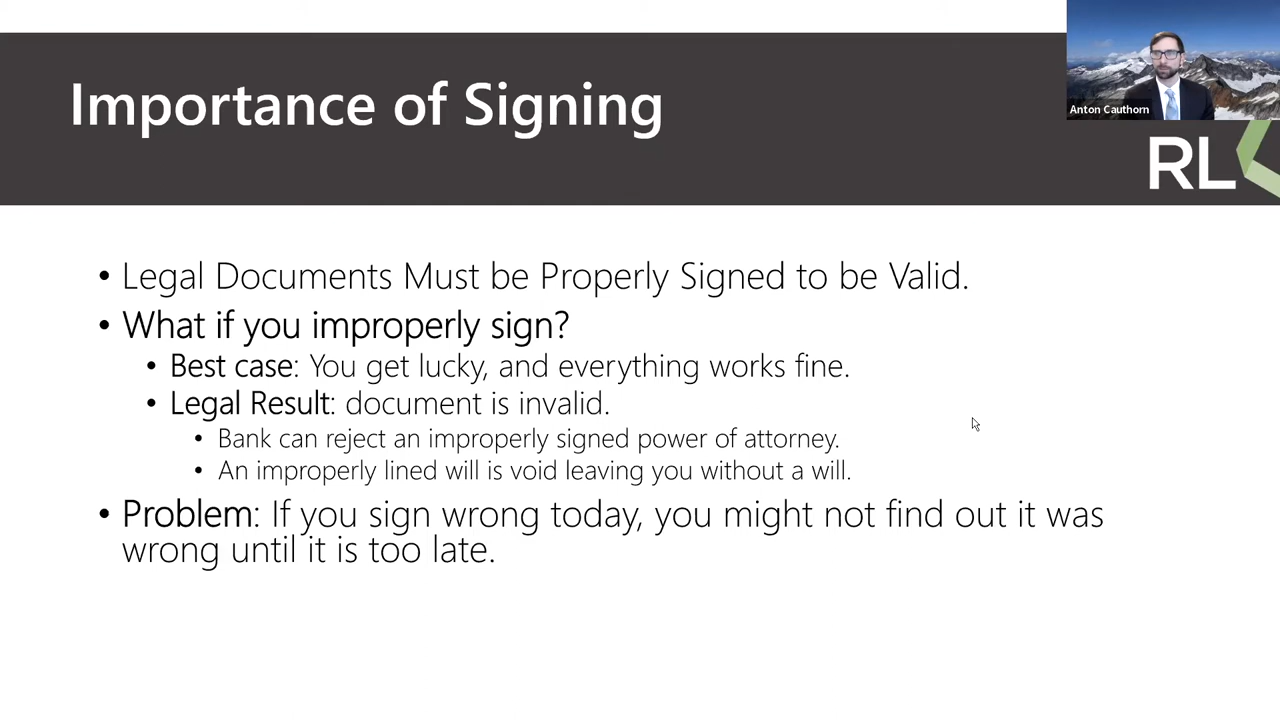 Importance of Signing
Anton Cauthorn
RL
• Legal Documents Must be Properly Signed to be Valid.
• What if you improperly sign?
• Best case: You get lucky, and everything works fine.
• Legal Result: document is invalid.
• Bank can reject an improperly signed power of attorney.
• An improperly lined will is void leaving you without a will.
• Problem: If you sign wrong today, you might not find out it was
wrong until it is too late.